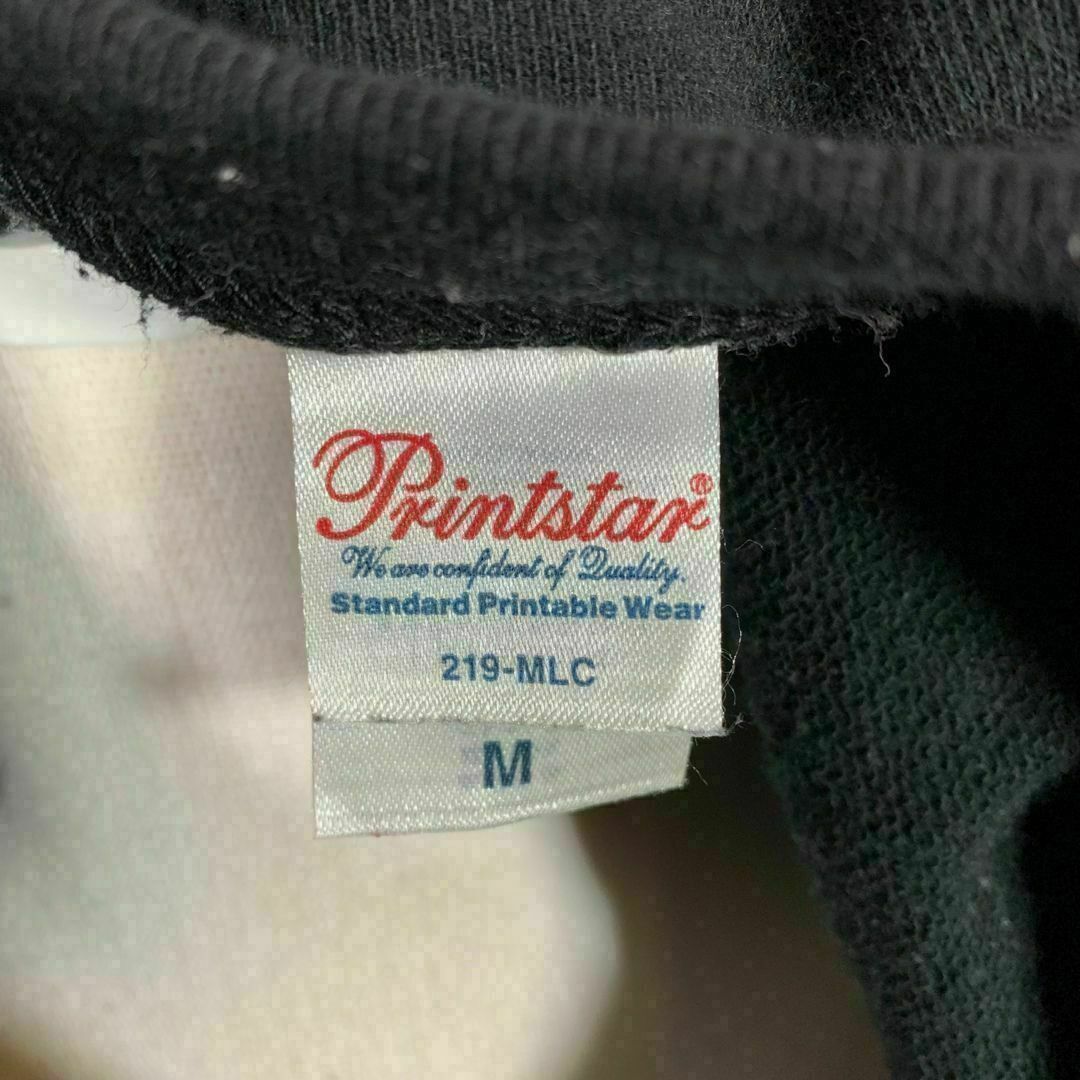 Printstar®
We are confident of Quality.
Standard Printable Wear
219-MLC
M